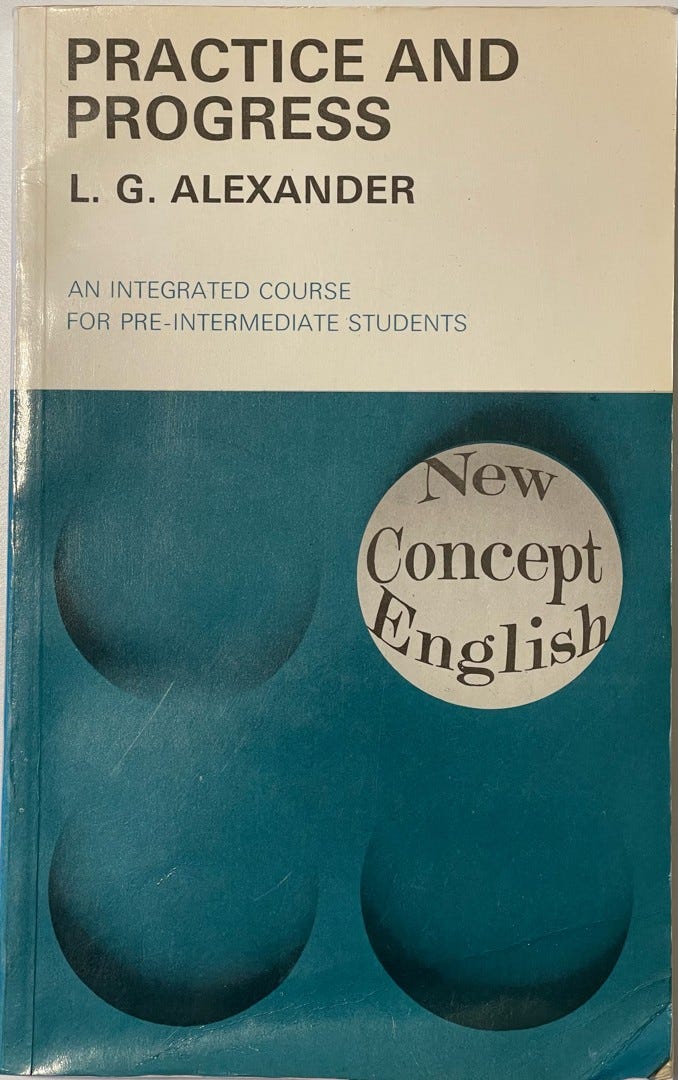 PRACTICE AND
PROGRESS
L. G. ALEXANDER
AN INTEGRATED COURSE
FOR PRE-INTERMEDIATE STUDENTS
New
Concept
English